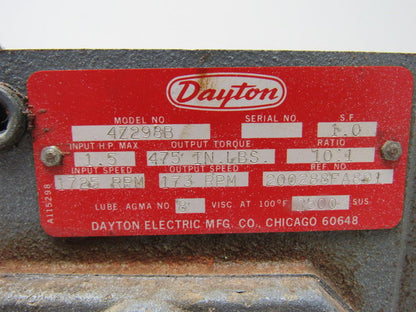 Dayton
MODEL NO. SERIAL NO. S.F.
4Z298B 1.0
INPUT H.P. MAX OUTPUT TORQUE RATIO
1.5 475 IN.LBS. 10:1
INPUT SPEED OUTPUT SPEED REF. NO.
1725 RPM 173 RPM
LUBE: AGMA NO. VISC. AT 100°F SUS
DAYTON ELECTRIC MFG. CO., CHICAGO 60648
A115298